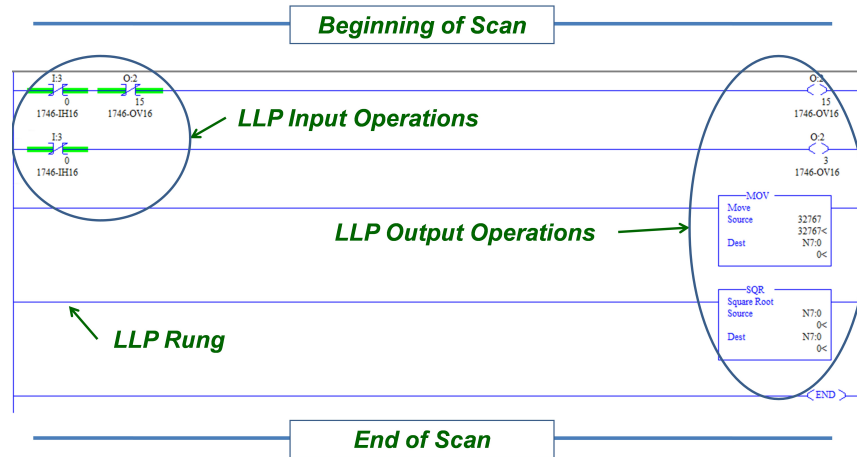 Beginning of Scan
I:3 O:2 O:2
0 15 15
1746-IH16 1746-OV16 1746-OV16
LLP Input Operations
I:3 O:2
0 3
1746-IH16 1746-OV16
MOV
Move
Source 32767
32767<
Dest N7:0
0<
LLP Output Operations
SQR
Square Root
Source N7:0
0<
Dest N7:0
0<
LLP Rung
END
End of Scan